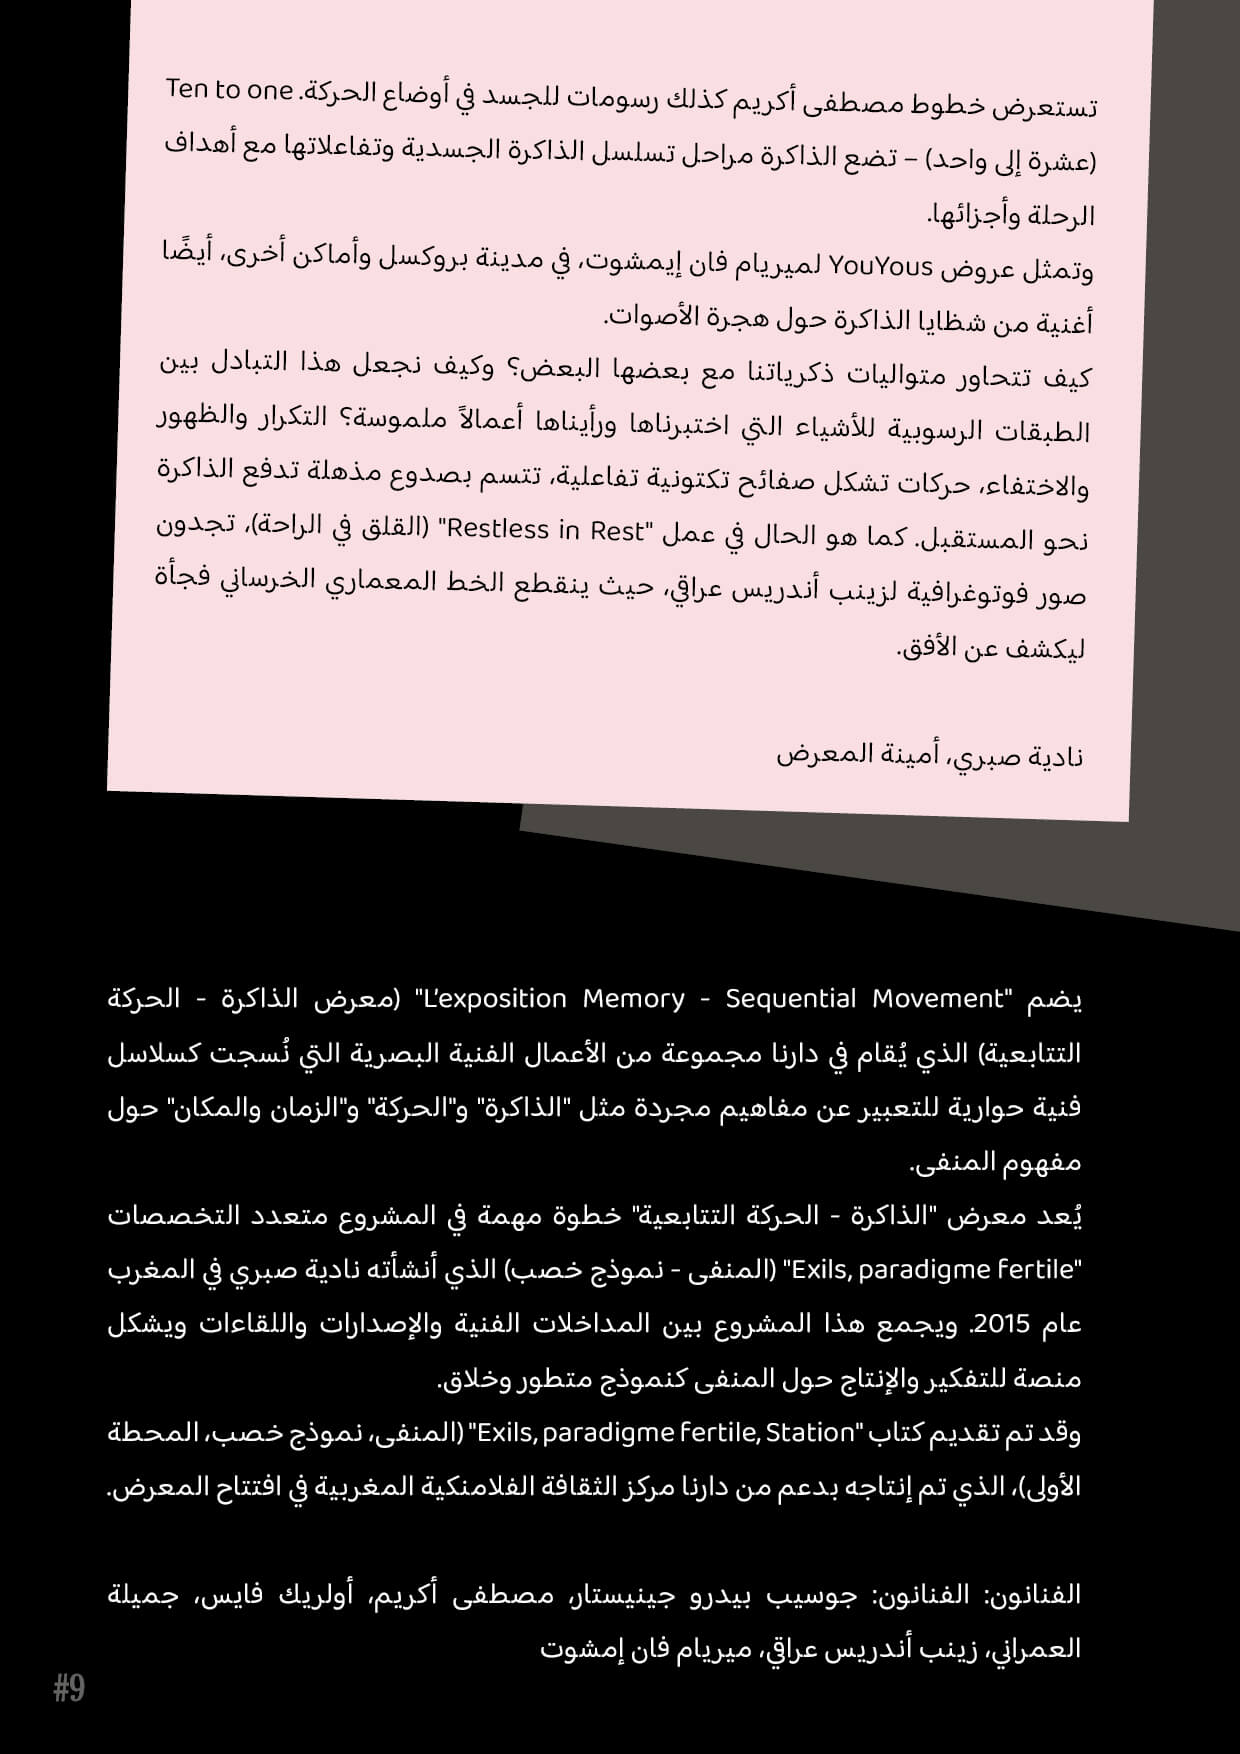 تستعرض خطوط مصطفى أكريم كذلك رسومات للجسد في أوضاع الحركة. Ten to one
(عشرة إلى واحد) – تضع الذاكرة مراحل تسلسل الذاكرة الجسدية وتفاعلاتها مع أهداف
الرحلة وأجزائها.
وتمثل عروض YouYous لميريام فان إيمشوت، في مدينة بروكسل وأماكن أخرى، أيضًا
أغنية من شظايا الذاكرة حول هجرة الأصوات.
كيف تتحاور متواليات ذكرياتنا مع بعضها البعض؟ وكيف نجعل هذا التبادل بين
الطبقات الرسوبية للأشياء التي اختبرناها ورأيناها أعمالاً ملموسة؟ التكرار والظهور
والاختفاء، حركات تشكل صفائح تكتونية تفاعلية، تتسم بصدوع مذهلة تدفع الذاكرة
نحو المستقبل. كما هو الحال في عمل "Restless in Rest" (القلق في الراحة)، تجدون
صور فوتوغرافية لزينب أندريس عراقي، حيث ينقطع الخط المعماري الخرساني فجأة
ليكشف عن الأفق.
نادية صبري، أمينة المعرض
يضم "L'exposition Memory - Sequential Movement" (معرض الذاكرة - الحركة
التتابعية) الذي يُقام في دارنا مجموعة من الأعمال الفنية البصرية التي نُسجت كسلاسل
فنية حوارية للتعبير عن مفاهيم مجردة مثل "الذاكرة" و"الحركة" و"الزمان والمكان" حول
مفهوم المنفى.
يُعد معرض "الذاكرة - الحركة التتابعية" خطوة مهمة في المشروع متعدد التخصصات
"Exils, paradigme fertile" (المنفى - نموذج خصب) الذي أنشأته نادية صبري في المغرب
عام 2015. ويجمع هذا المشروع بين المداخلات الفنية والإصدارات واللقاءات ويشكل
منصة للتفكير والإنتاج حول المنفى كنموذج متطور وخلاق.
وقد تم تقديم كتاب "Exils, paradigme fertile, Station" (المنفى، نموذج خصب، المحطة
الأولى)، الذي تم إنتاجه بدعم من دارنا مركز الثقافة الفلامنكية المغربية في افتتاح المعرض.
الفنانون: الفنانون: جوسيب بيدرو جينيستار، مصطفى أكريم، أولريك فايس، جميلة
العمراني، زينب أندريس عراقي، ميريام فان إمشوت
#9